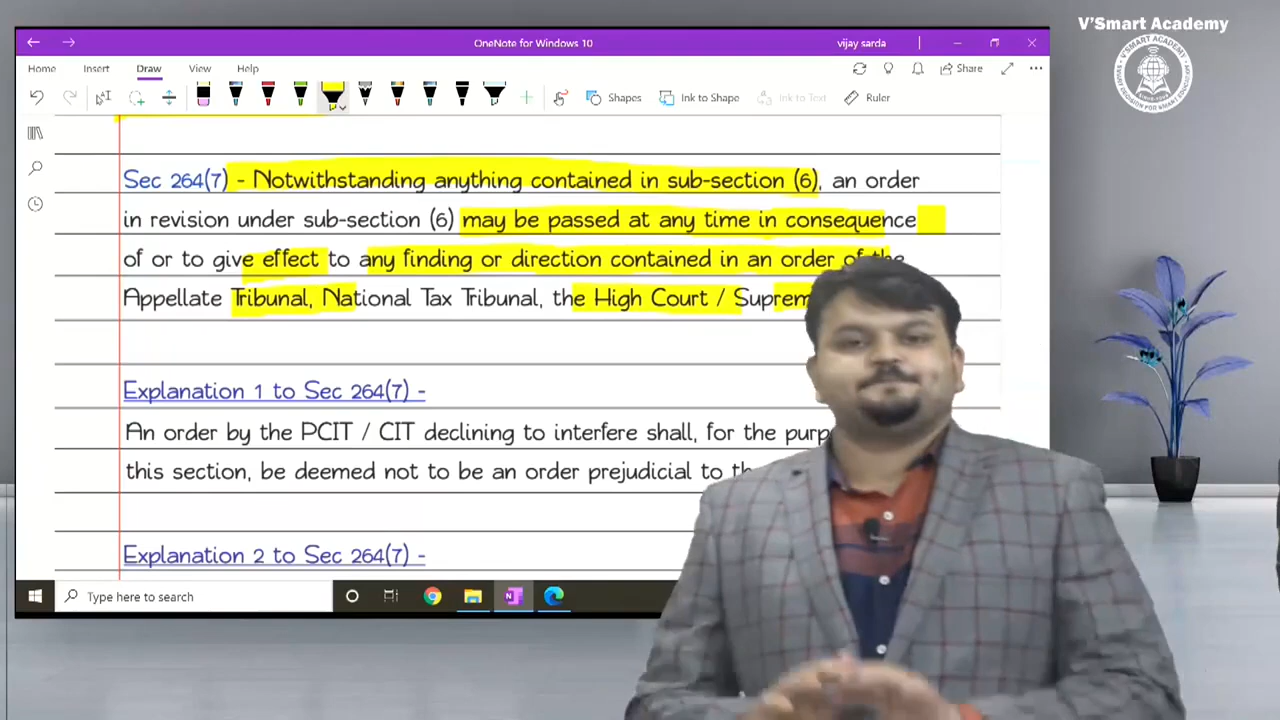 V'Smart Academy
OneNote for Windows 10
vijay sarda
Home Insert Draw View Help
Share
Shapes Ink to Shape Ink to Text Ruler
Sec 264(7) - Notwithstanding anything contained in sub-section (6), an order
in revision under sub-section (6) may be passed at any time in consequence
of or to give effect to any finding or direction contained in an order of the
Appellate Tribunal, National Tax Tribunal, the High Court /
Explanation 1 to Sec 264(7) -
An order by the PCIT / CIT declining to interfere shall, for the
this section, be deemed not to be an order prejudicial to
Explanation 2 to Sec 264(7) -
Type here to search